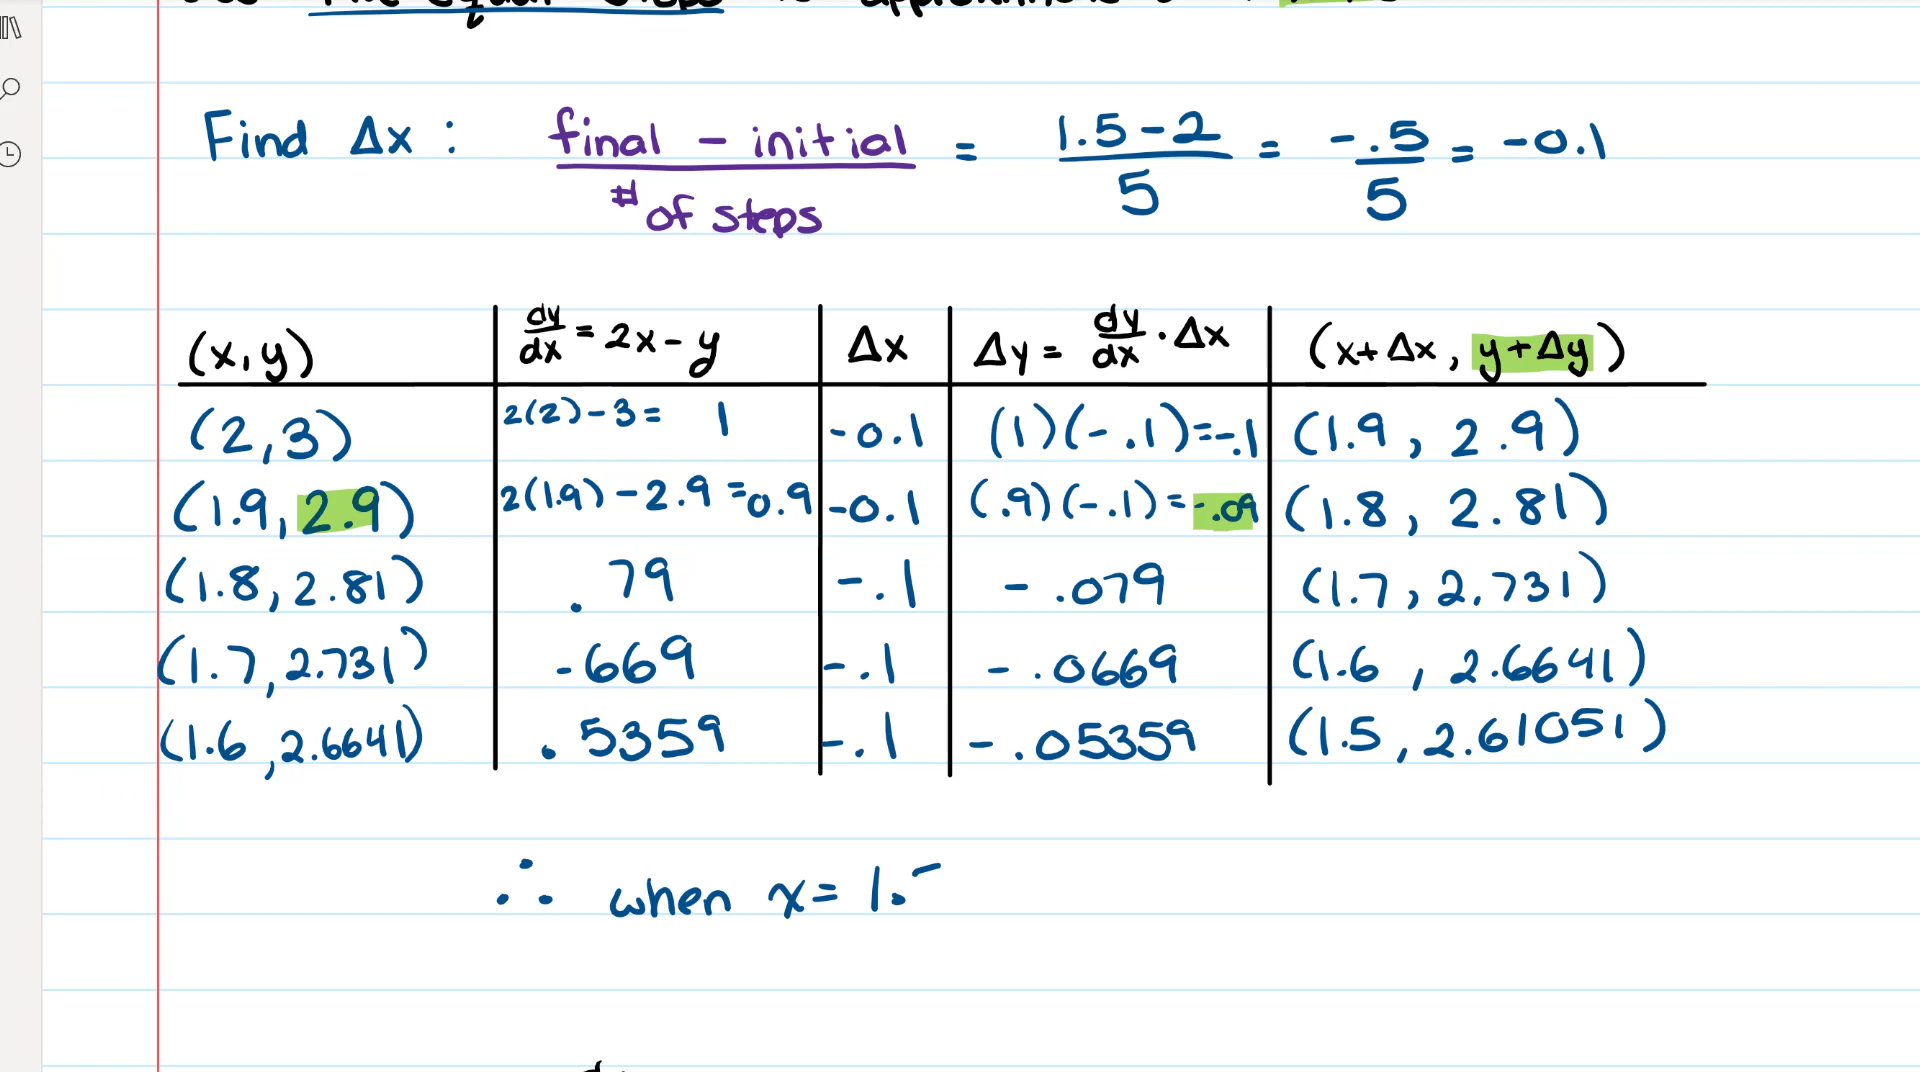 Find Δx : final - initial / # of steps = 1.5-2 / 5 = -.5 / 5 = -0.1
(x,y) dy/dx = 2x-y Δx Δy = dy/dx · Δx (x+Δx, y+Δy)
(2,3) 2(2)-3= 1 -0.1 (1)(-.1)=-.1 (1.9, 2.9)
(1.9, 2.9) 2(1.9)-2.9=0.9 -0.1 (.9)(-.1)=-.09 (1.8, 2.81)
(1.8, 2.81) .79 -.1 -.079 (1.7, 2.731)
(1.7, 2.731) .669 -.1 -.0669 (1.6, 2.6641)
(1.6, 2.6641) .5359 -.1 -.05359 (1.5, 2.61051)
∴ when x= 1.